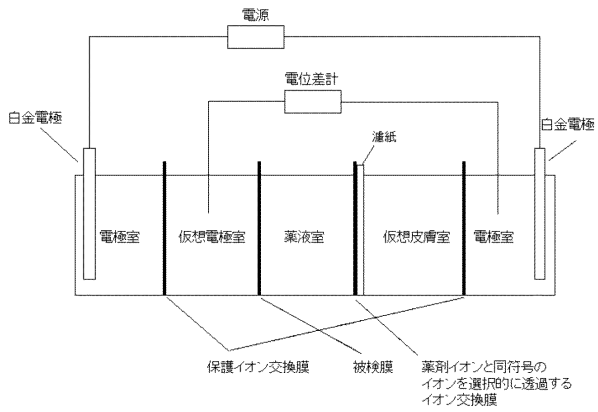 電源
電位差計
白金電極
白金電極
濾紙
電極室
仮想電極室
薬液室
仮想皮膚室
電極室
保護イオン交換膜
被検膜
薬剤イオンと同符号の
イオンを選択的に透過する
イオン交換膜